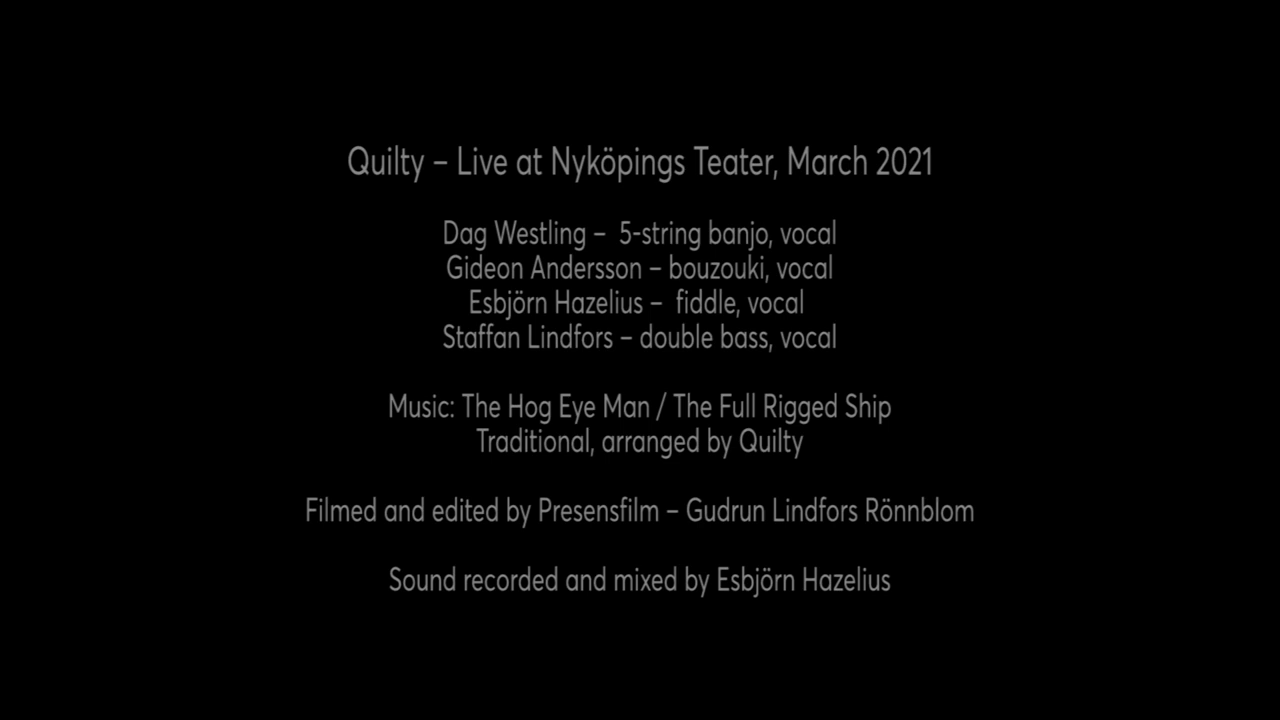 Quilty – Live at Nyköpings Teater, March 2021
Dag Westling –  5-string banjo, vocal
Gideon Andersson – bouzouki, vocal
Esbjörn Hazelius –  fiddle, vocal
Staffan Lindfors – double bass, vocal
Music: The Hog Eye Man / The Full Rigged Ship
Traditional, arranged by Quilty
Filmed and edited by Presensfilm – Gudrun Lindfors Rönnblom
Sound recorded and mixed by Esbjörn Hazelius